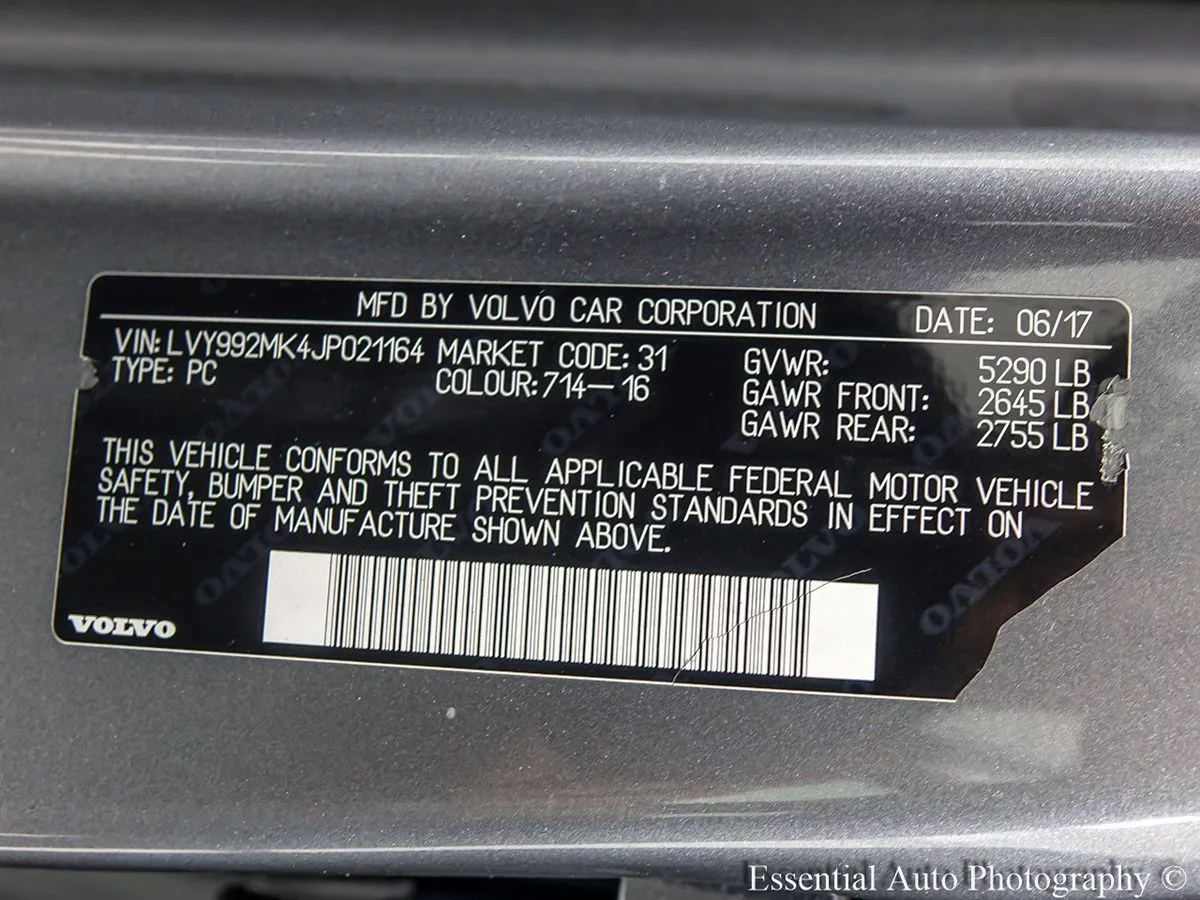 MFD BY VOLVO CAR CORPORATION DATE: 06/17
VIN: LVY992MK4JP021164 MARKET CODE: 31 GVWR: 5290 LB
TYPE: PC COLOUR: 714-16 GAWR FRONT: 2645 LB
GAWR REAR: 2755 LB
THIS VEHICLE CONFORMS TO ALL APPLICABLE FEDERAL MOTOR VEHICLE
SAFETY, BUMPER AND THEFT PREVENTION STANDARDS IN EFFECT ON
THE DATE OF MANUFACTURE SHOWN ABOVE.
VOLVO
Essential Auto Photography ©